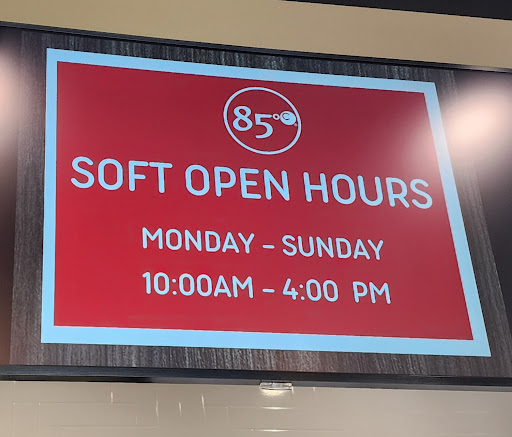 85°C
SOFT OPEN HOURS
MONDAY – SUNDAY
10:00AM – 4:00 PM